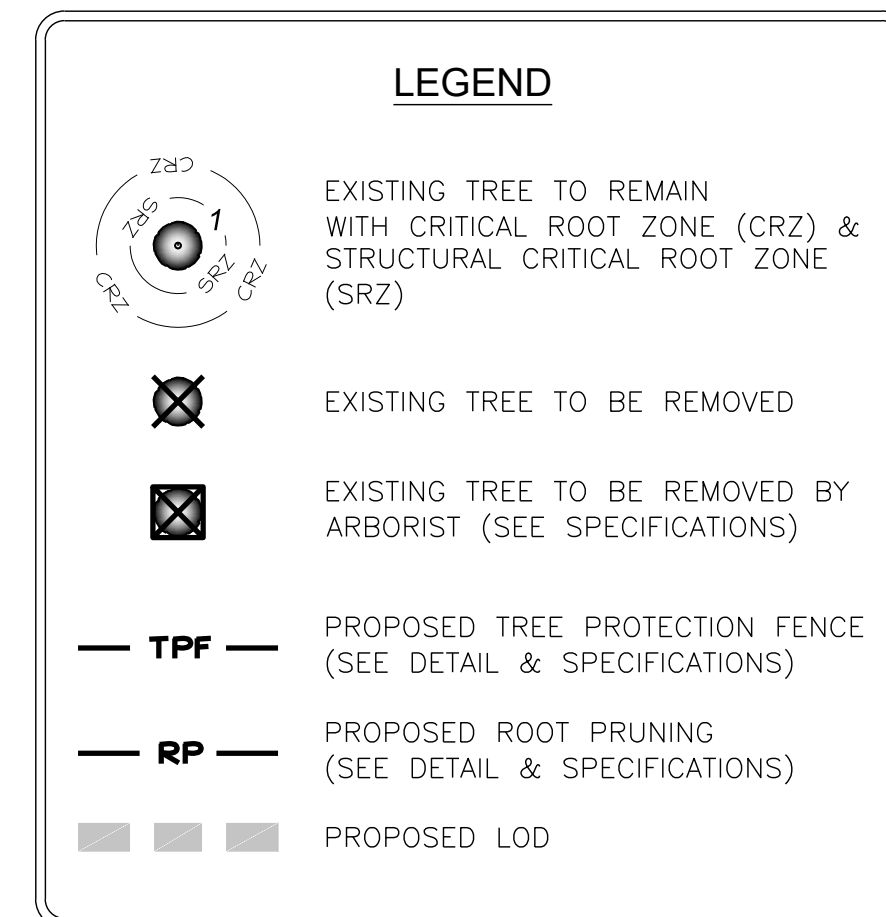 LEGEND
CRZ
SRZ
1
SRZ
CRZ
CRZ
EXISTING TREE TO REMAIN
WITH CRITICAL ROOT ZONE (CRZ) &
STRUCTURAL CRITICAL ROOT ZONE
(SRZ)
EXISTING TREE TO BE REMOVED
EXISTING TREE TO BE REMOVED BY
ARBORIST (SEE SPECIFICATIONS)
TPF
PROPOSED TREE PROTECTION FENCE
(SEE DETAIL & SPECIFICATIONS)
RP
PROPOSED ROOT PRUNING
(SEE DETAIL & SPECIFICATIONS)
PROPOSED LOD